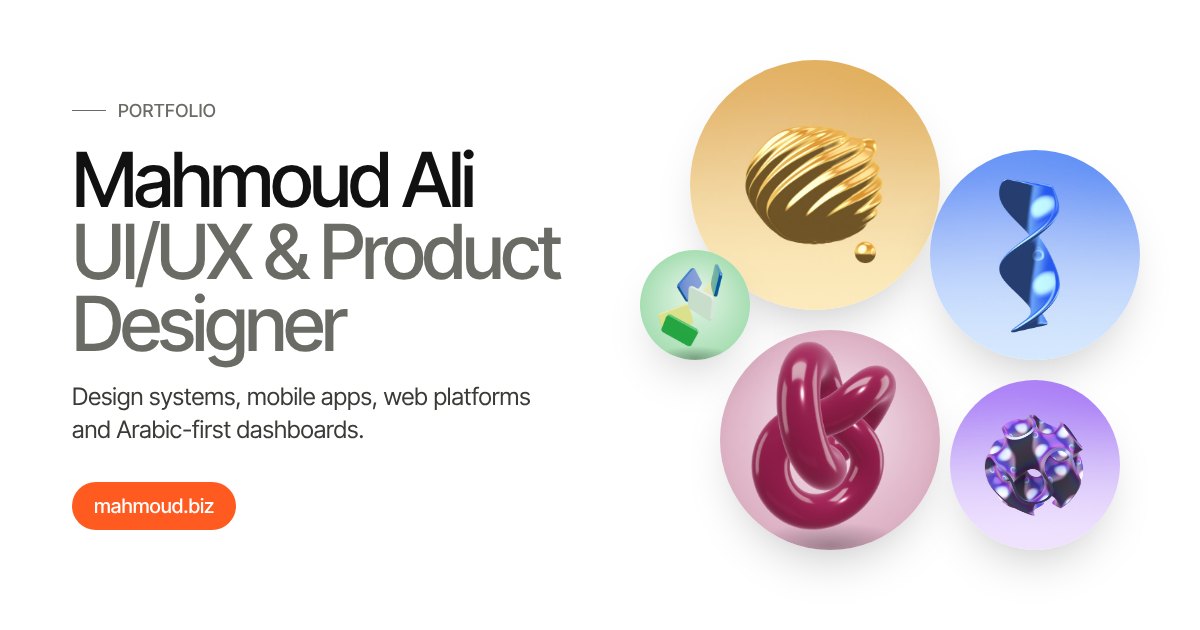 PORTFOLIO
Mahmoud Ali
UI/UX & Product
Designer
Design systems, mobile apps, web platforms
and Arabic-first dashboards.
mahmoud.biz